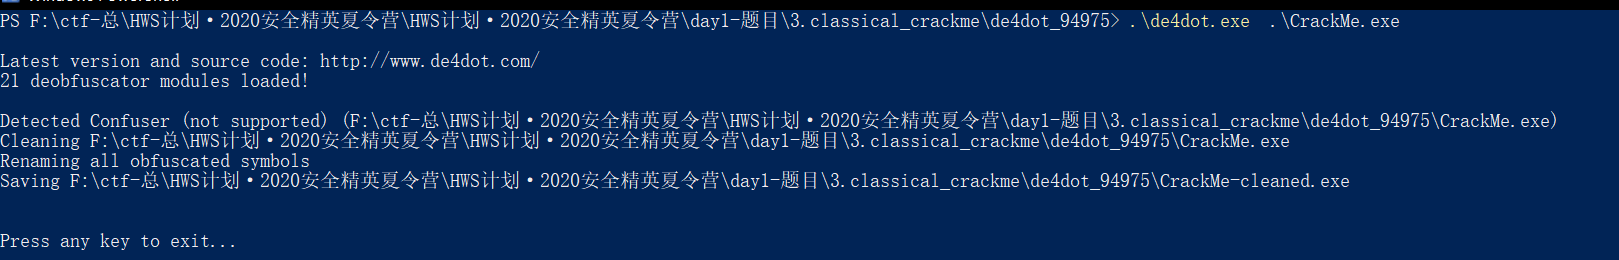 PS F:\ctf-总\HWS计划·2020安全精英夏令营\HWS计划·2020安全精英夏令营\day1-题目\3.classical_crackme\de4dot_94975> .\de4dot.exe .\CrackMe.exe
Latest version and source code: http://www.de4dot.com/
21 deobfuscator modules loaded!
Detected Confuser (not supported) (F:\ctf-总\HWS计划·2020安全精英夏令营\HWS计划·2020安全精英夏令营\day1-题目\3.classical_crackme\de4dot_94975\CrackMe.exe)
Cleaning F:\ctf-总\HWS计划·2020安全精英夏令营\HWS计划·2020安全精英夏令营\day1-题目\3.classical_crackme\de4dot_94975\CrackMe.exe
Renaming all obfuscated symbols
Saving F:\ctf-总\HWS计划·2020安全精英夏令营\HWS计划·2020安全精英夏令营\day1-题目\3.classical_crackme\de4dot_94975\CrackMe-cleaned.exe
Press any key to exit...